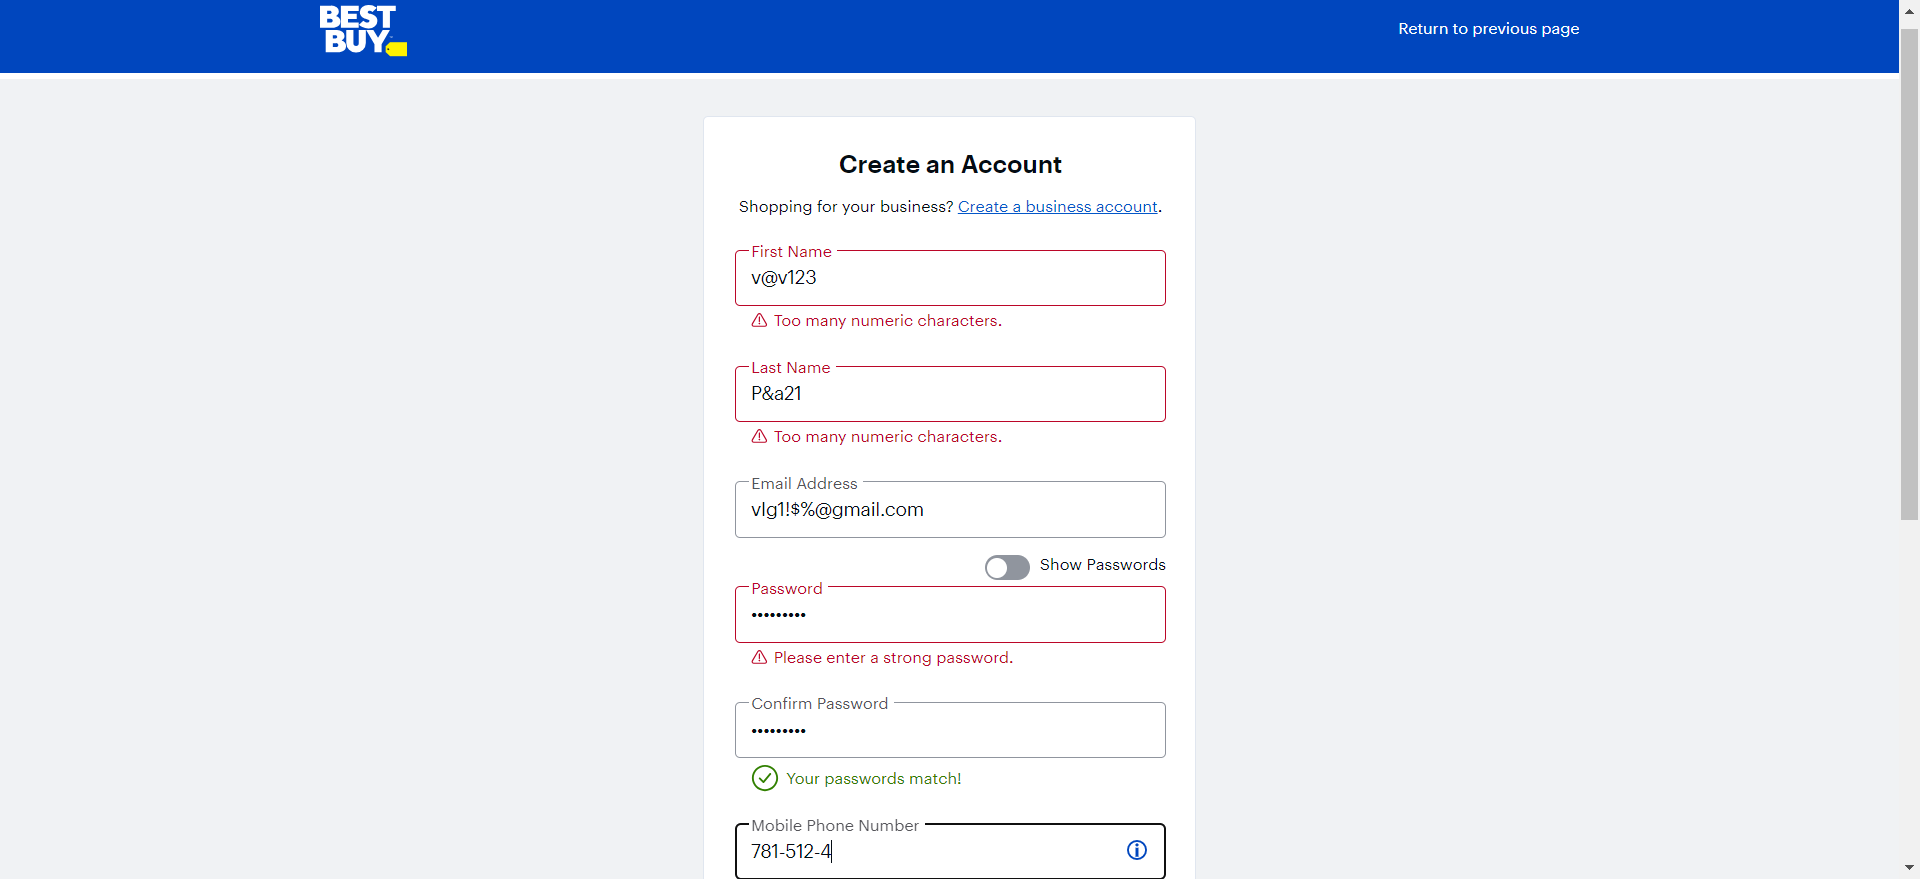 BEST
BUY
Return to previous page
Create an Account
Shopping for your business? Create a business account.
First Name
v@v123
Too many numeric characters.
Last Name
P&a21
Too many numeric characters.
Email Address
vlg1!$%@gmail.com
Show Passwords
Password
•••••••••
Please enter a strong password.
Confirm Password
•••••••••
Your passwords match!
Mobile Phone Number
781-512-4